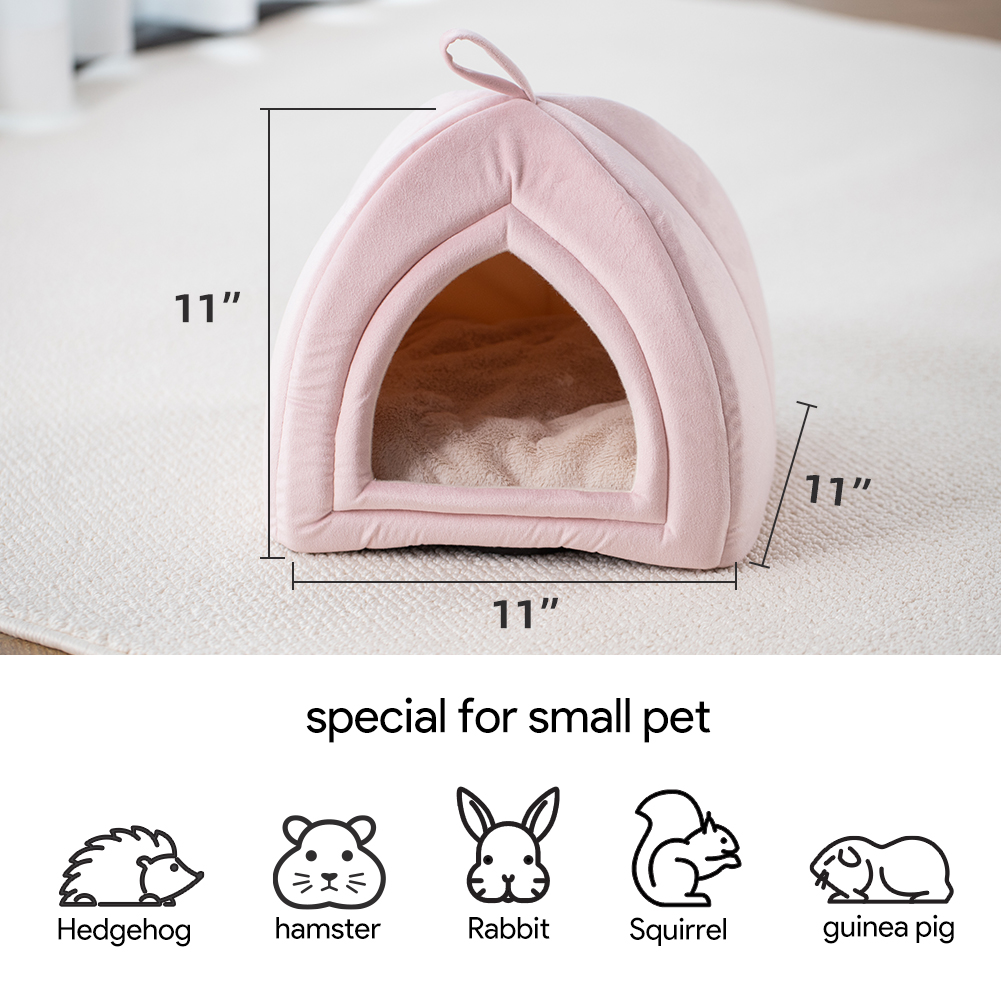 11”
11”
11”
special for small pet
Hedgehog
hamster
Rabbit
Squirrel
guinea pig